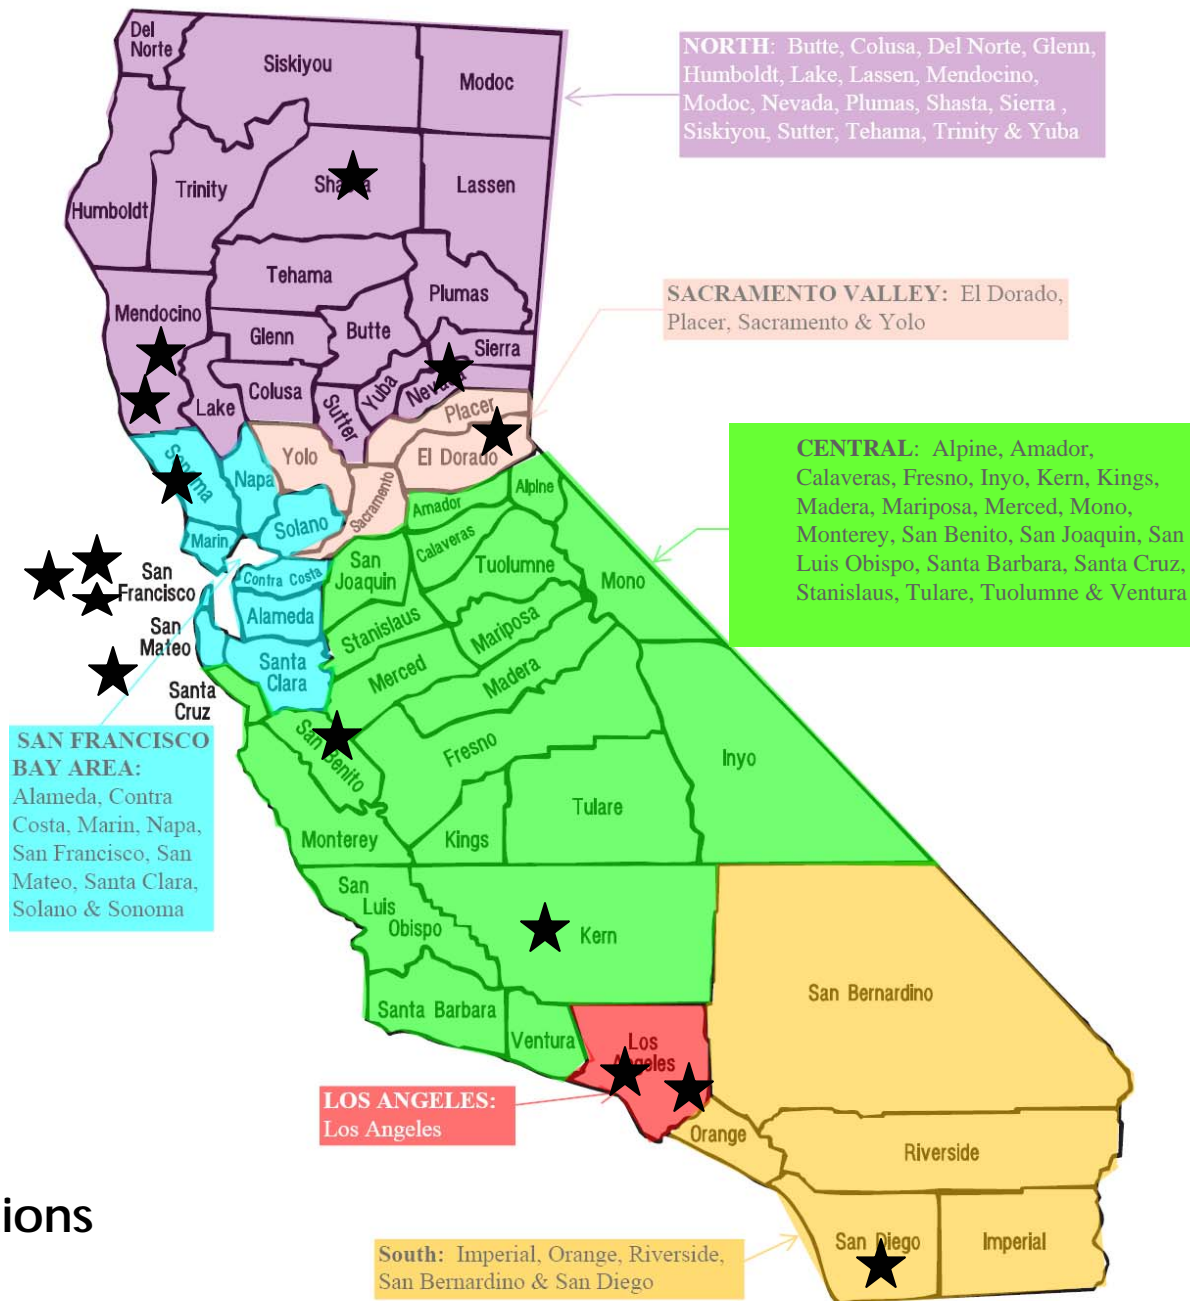 Del
Norte
Siskiyou
Modoc
NORTH: Butte, Colusa, Del Norte, Glenn,
Humboldt, Lake, Lassen, Mendocino,
Modoc, Nevada, Plumas, Shasta, Sierra ,
Siskiyou, Sutter, Tehama, Trinity & Yuba
Humboldt
Trinity
Lassen
Tehama
Plumas
Mendocino
Glenn
Butte
Sierra
Colusa
Lake
Sutter
Yuba
SACRAMENTO VALLEY: El Dorado,
Placer, Sacramento & Yolo
Placer
El Dorado
Yolo
Sacramento
Napa
Solano
Marin
CENTRAL: Alpine, Amador,
Calaveras, Fresno, Inyo, Kern, Kings,
Madera, Mariposa, Merced, Mono,
Monterey, San Benito, San Joaquin, San
Luis Obispo, Santa Barbara, Santa Cruz,
Stanislaus, Tulare, Tuolumne & Ventura
Alpine
Amador
Calaveras
San
Joaquin
Tuolumne
Mono
San
Francisco
Contra Costa
Alameda
San
Mateo
Santa
Clara
Santa
Cruz
Stanislaus
Mariposa
Merced
Madera
San Benito
Fresno
Inyo
Tulare
Kings
Monterey
SAN FRANCISCO
BAY AREA:
Alameda, Contra
Costa, Marin, Napa,
San Francisco, San
Mateo, Santa Clara,
Solano & Sonoma
San
Luis
Obispo
Kern
San Bernardino
Santa Barbara
Ventura
Los
Angeles
LOS ANGELES:
Los Angeles
Orange
Riverside
San Diego
Imperial
South: Imperial, Orange, Riverside,
San Bernardino & San Diego
ions